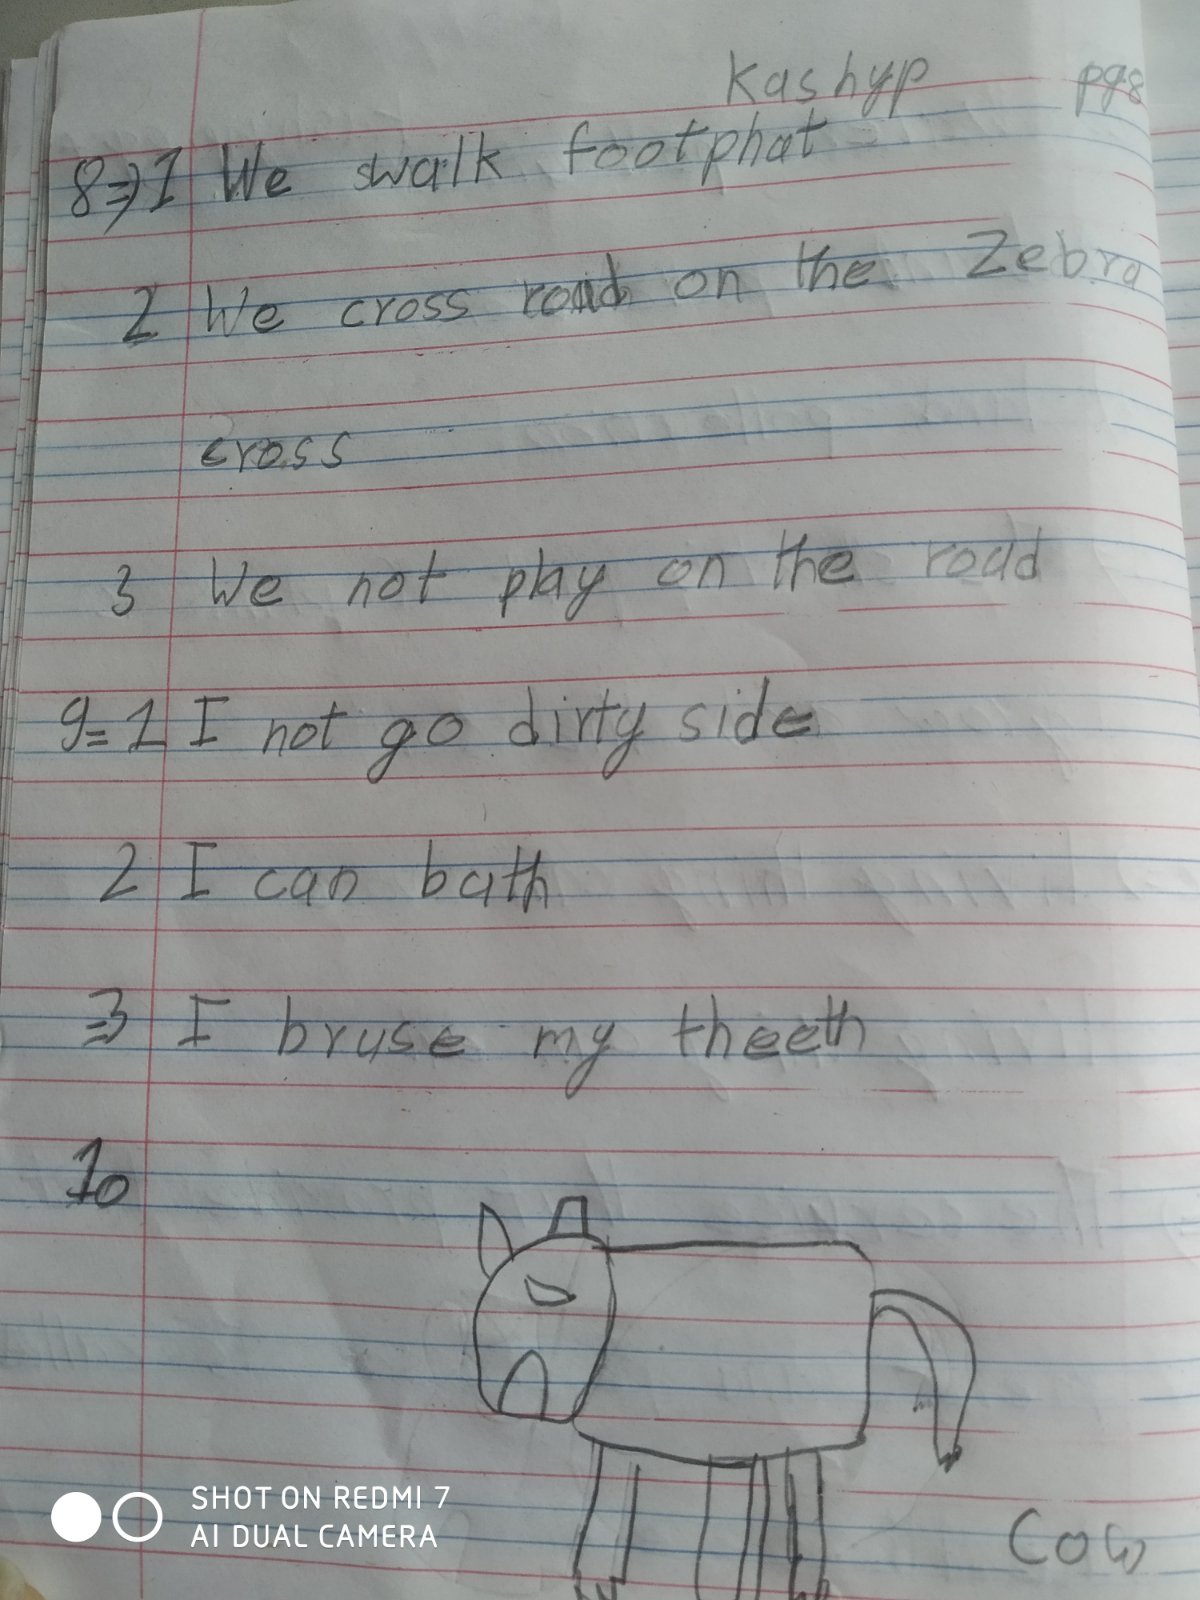 Kashyp pg8
8⇒1 We swalk footphat
2 We cross road on the Zebra
cross
3 We not play on the road
9=1 I not go dirty side
2 I can bath
⇒3 I bruse my theeth
10
Cow
SHOT ON REDMI 7
AI DUAL CAMERA